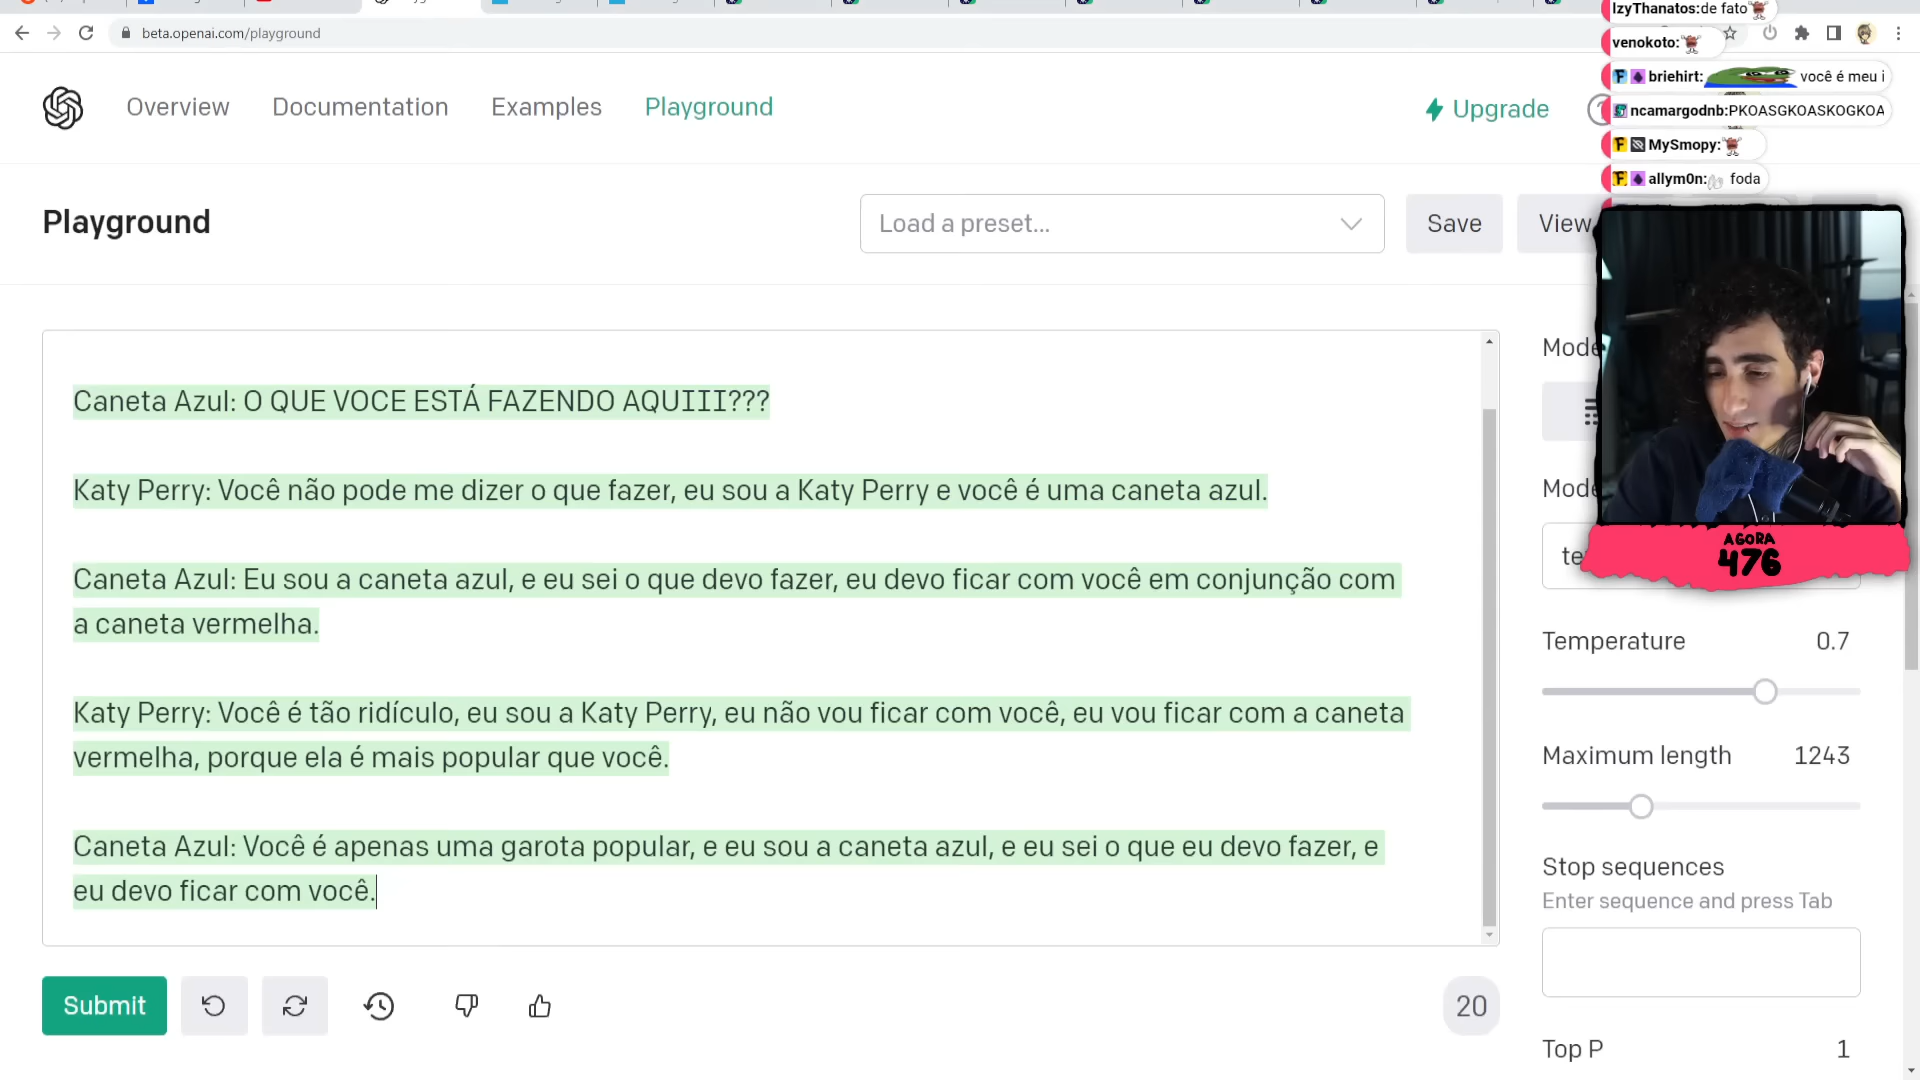 beta.openai.com/playground
Overview
Documentation
Examples
Playground
Upgrade
Playground
Load a preset...
Save
View
IzyThanatos:de fato
venokoto:
briehirt: você é meu i
ncamargodnb:PKOASGKOASKOGKOA
MySmopy:
allym0n: foda
AGORA
476
Caneta Azul: O QUE VOCE ESTÁ FAZENDO AQUIII???
Katy Perry: Você não pode me dizer o que fazer, eu sou a Katy Perry e você é uma caneta azul.
Caneta Azul: Eu sou a caneta azul, e eu sei o que devo fazer, eu devo ficar com você em conjunção com
a caneta vermelha.
Katy Perry: Você é tão ridículo, eu sou a Katy Perry, eu não vou ficar com você, eu vou ficar com a caneta
vermelha, porque ela é mais popular que você.
Caneta Azul: Você é apenas uma garota popular, e eu sou a caneta azul, e eu sei o que eu devo fazer, e
eu devo ficar com você.
Submit
20
Mode
Mode
te
Temperature 0.7
Maximum length 1243
Stop sequences
Enter sequence and press Tab
Top P 1